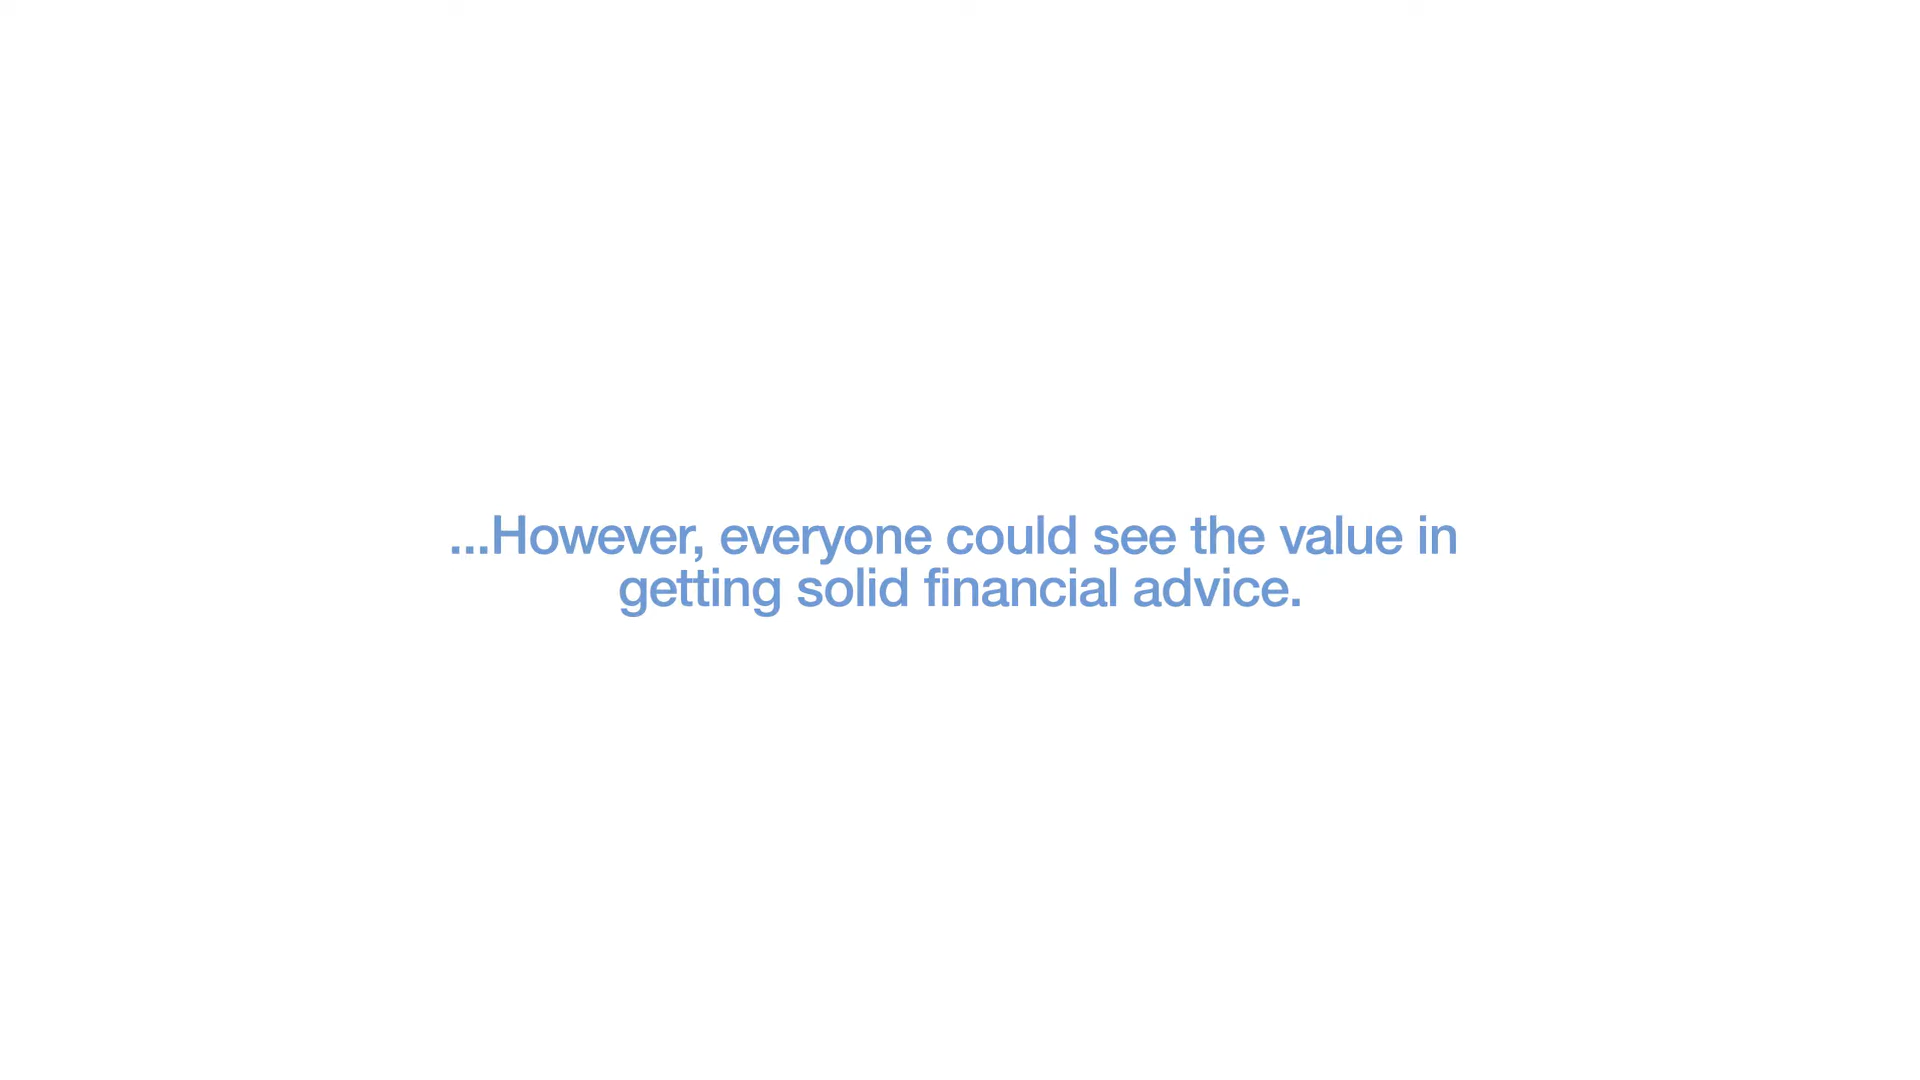 ...However, everyone could see the value in
getting solid financial advice.